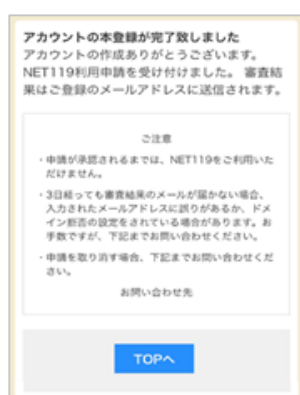 アカウントの本登録が完了致しました
アカウントの作成ありがとうございます。
NET119利用申請を受け付けました。 審査結
果はご登録のメールアドレスに送信されます。
ご注意
・申請が承認されるまでは、NET119をご利用いた
だけません。
・3日経っても審査結果のメールが届かない場合、
入力されたメールアドレスに誤りがあるか、ドメ
イン拒否の設定をされている場合があります。お
手数ですが、下記までお問い合わせください。
・申請を取り消す場合、下記までお問い合わせくだ
さい。
お問い合わせ先
TOPへ